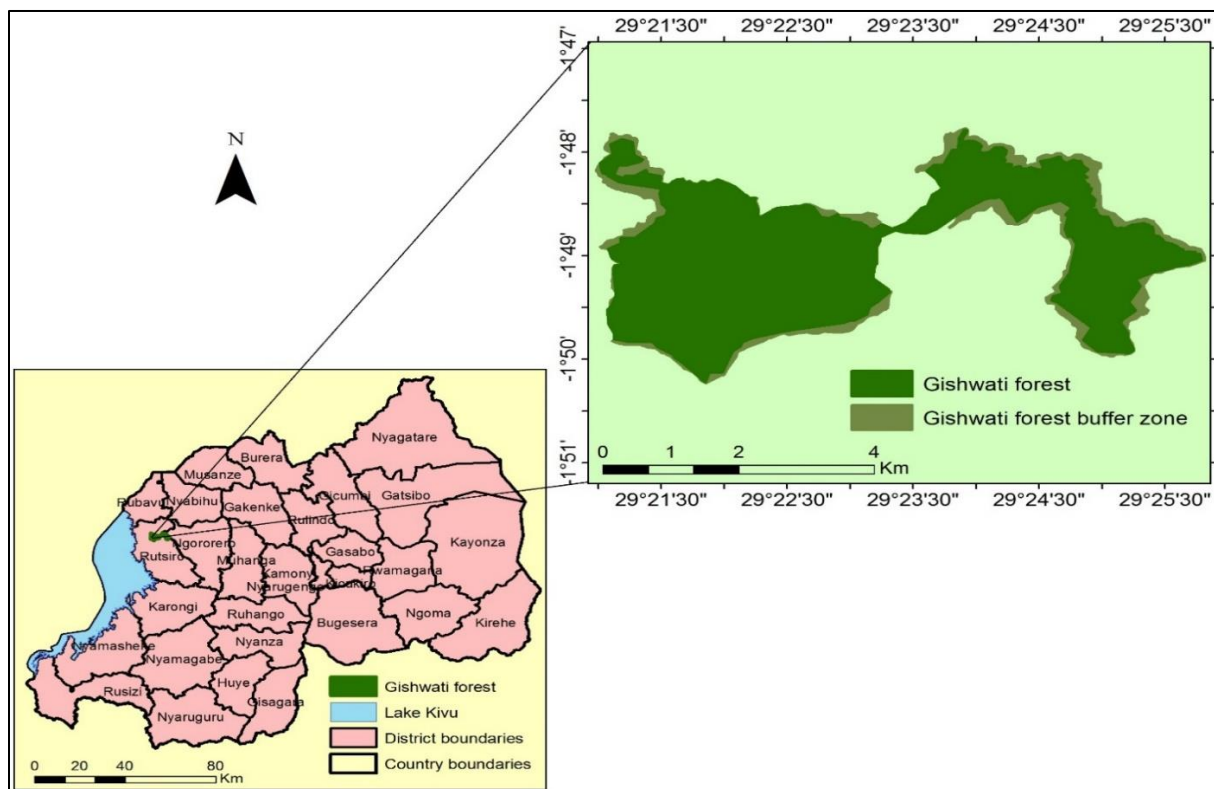 29°21'30" 29°22'30" 29°23'30" 29°24'30" 29°25'30"
-1°47'
-1°48'
-1°49'
-1°50'
-1°51'
N
Gishwati forest
Gishwati forest buffer zone
0 1 2 4
Km
29°21'30" 29°22'30" 29°23'30" 29°24'30" 29°25'30"
Nyagatare
Burera
Musanze
Gicumbi
Gatsibo
Rubavu
Nyabihu
Gakenke
Rulindo
Ngororero
Gasabo
Kayonza
Rutsiro
Muhanga
Kamony
Rwamagana
Nyarugenge
Kicukiro
Karongi
Ruhango
Bugesera
Ngoma
Kirehe
Nyamasheke
Nyanza
Nyamagabe
Huye
Rusizi
Gisagara
Nyaruguru
Gishwati forest
Lake Kivu
District boundaries
Country boundaries
0 20 40 80
Km